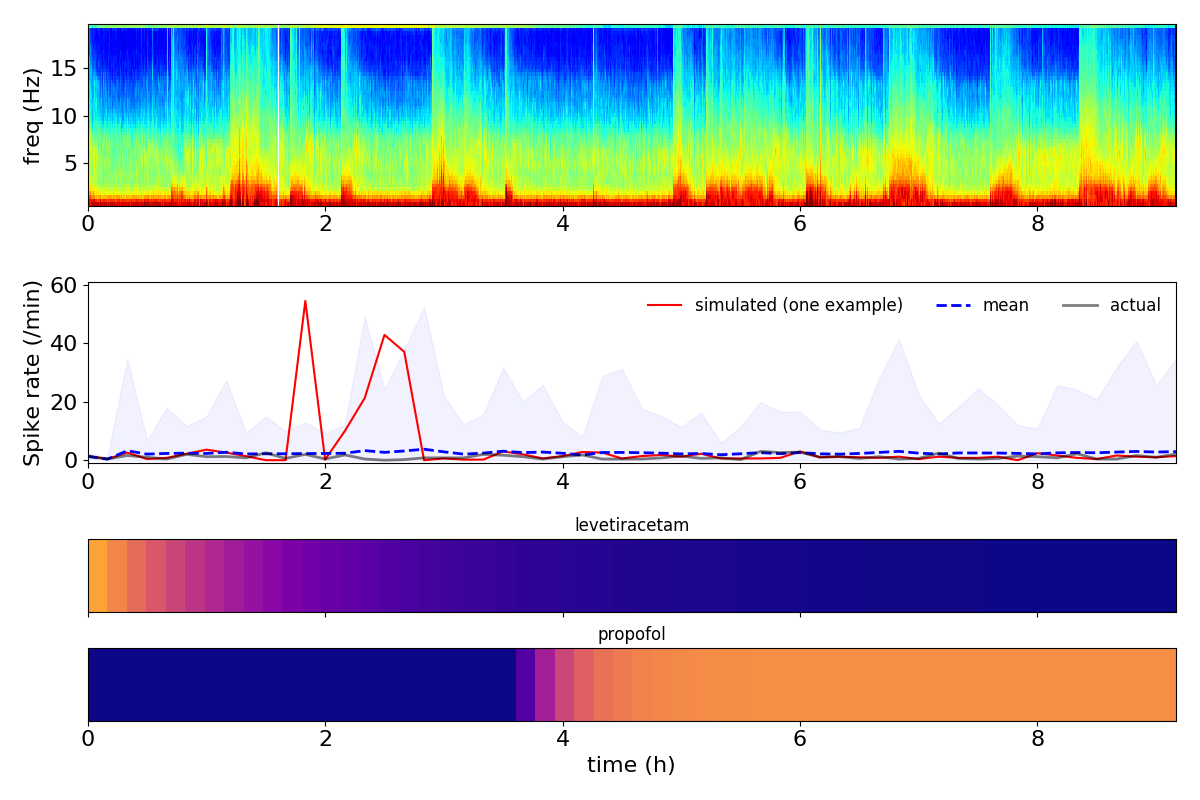 freq (Hz)
15
10
5
0 2 4 6 8
Spike rate (/min)
60
40
20
0
simulated (one example) mean actual
0 2 4 6 8
levetiracetam
propofol
0 2 4 6 8
time (h)